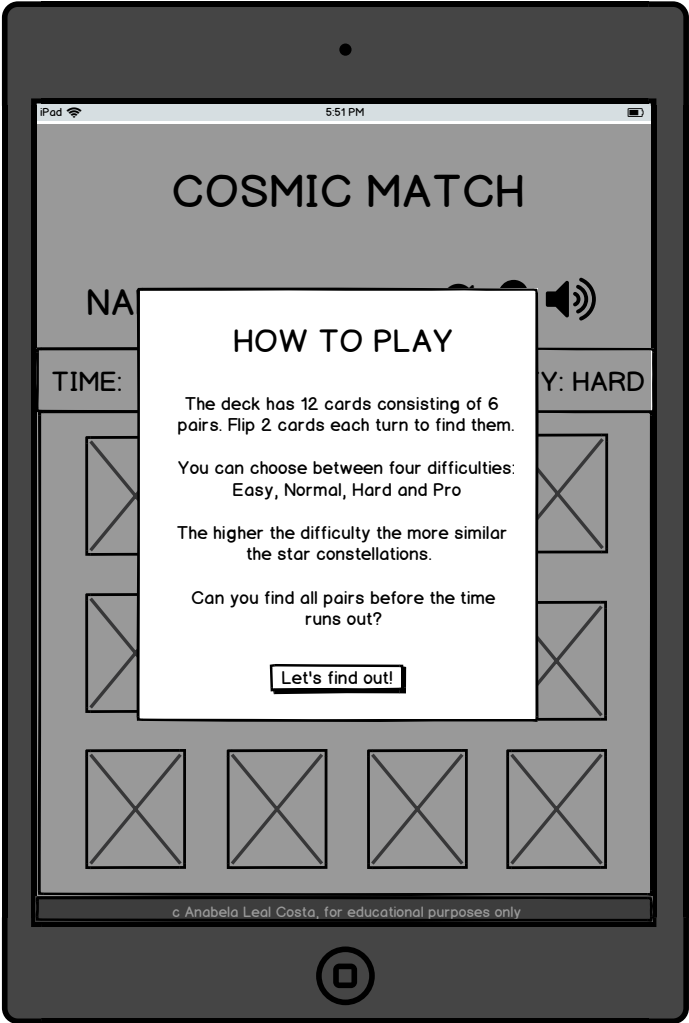 iPad 5:51 PM
COSMIC MATCH
HOW TO PLAY
TIME:
: HARD
The deck has 12 cards consisting of 6
pairs. Flip 2 cards each turn to find them.
You can choose between four difficulties:
Easy, Normal, Hard and Pro
The higher the difficulty the more similar
the star constellations.
Can you find all pairs before the time
runs out?
Let's find out!
c Anabela Leal Costa, for educational purposes only